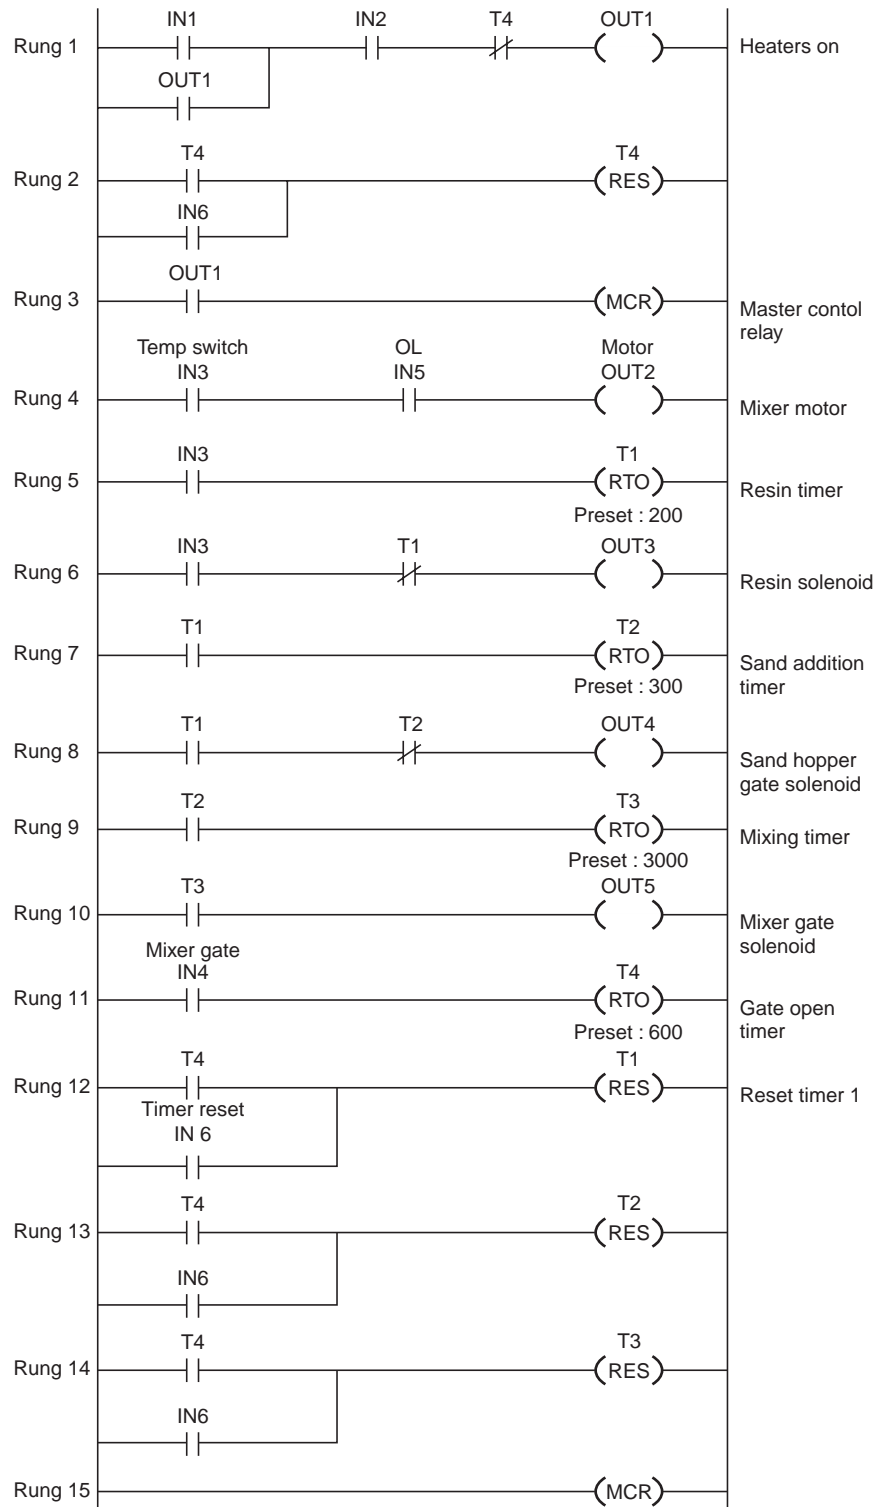 IN1 IN2 T4 OUT1
Rung 1 Heaters on
OUT1
T4 T4
Rung 2 RES
IN6
OUT1
Rung 3 MCR
Master contol
relay
Temp switch OL Motor
IN3 IN5 OUT2
Rung 4
Mixer motor
IN3 T1
Rung 5 RTO
Resin timer
Preset : 200
IN3 T1 OUT3
Rung 6
Resin solenoid
T1 T2
Rung 7 RTO
Sand addition
timer
Preset : 300
T1 T2 OUT4
Rung 8
Sand hopper
gate solenoid
T2 T3
Rung 9 RTO
Mixing timer
Preset : 3000
T3 OUT5
Rung 10
Mixer gate
solenoid
Mixer gate
IN4 T4
Rung 11 RTO
Gate open
timer
Preset : 600
T4 T1
Rung 12 RES
Reset timer 1
Timer reset
IN 6
T4 T2
Rung 13 RES
IN6
T4 T3
Rung 14 RES
IN6
Rung 15 MCR